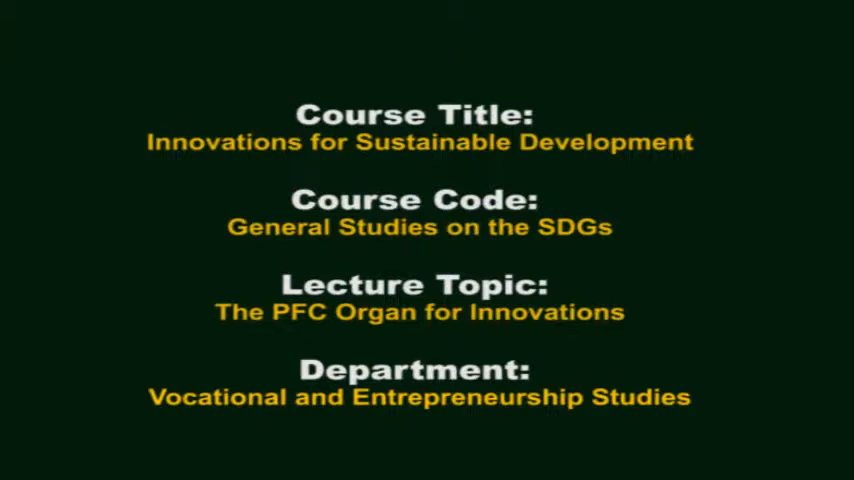 Course Title:
Innovations for Sustainable Development
Course Code:
General Studies on the SDGs
Lecture Topic:
The PFC Organ for Innovations
Department:
Vocational and Entrepreneurship Studies